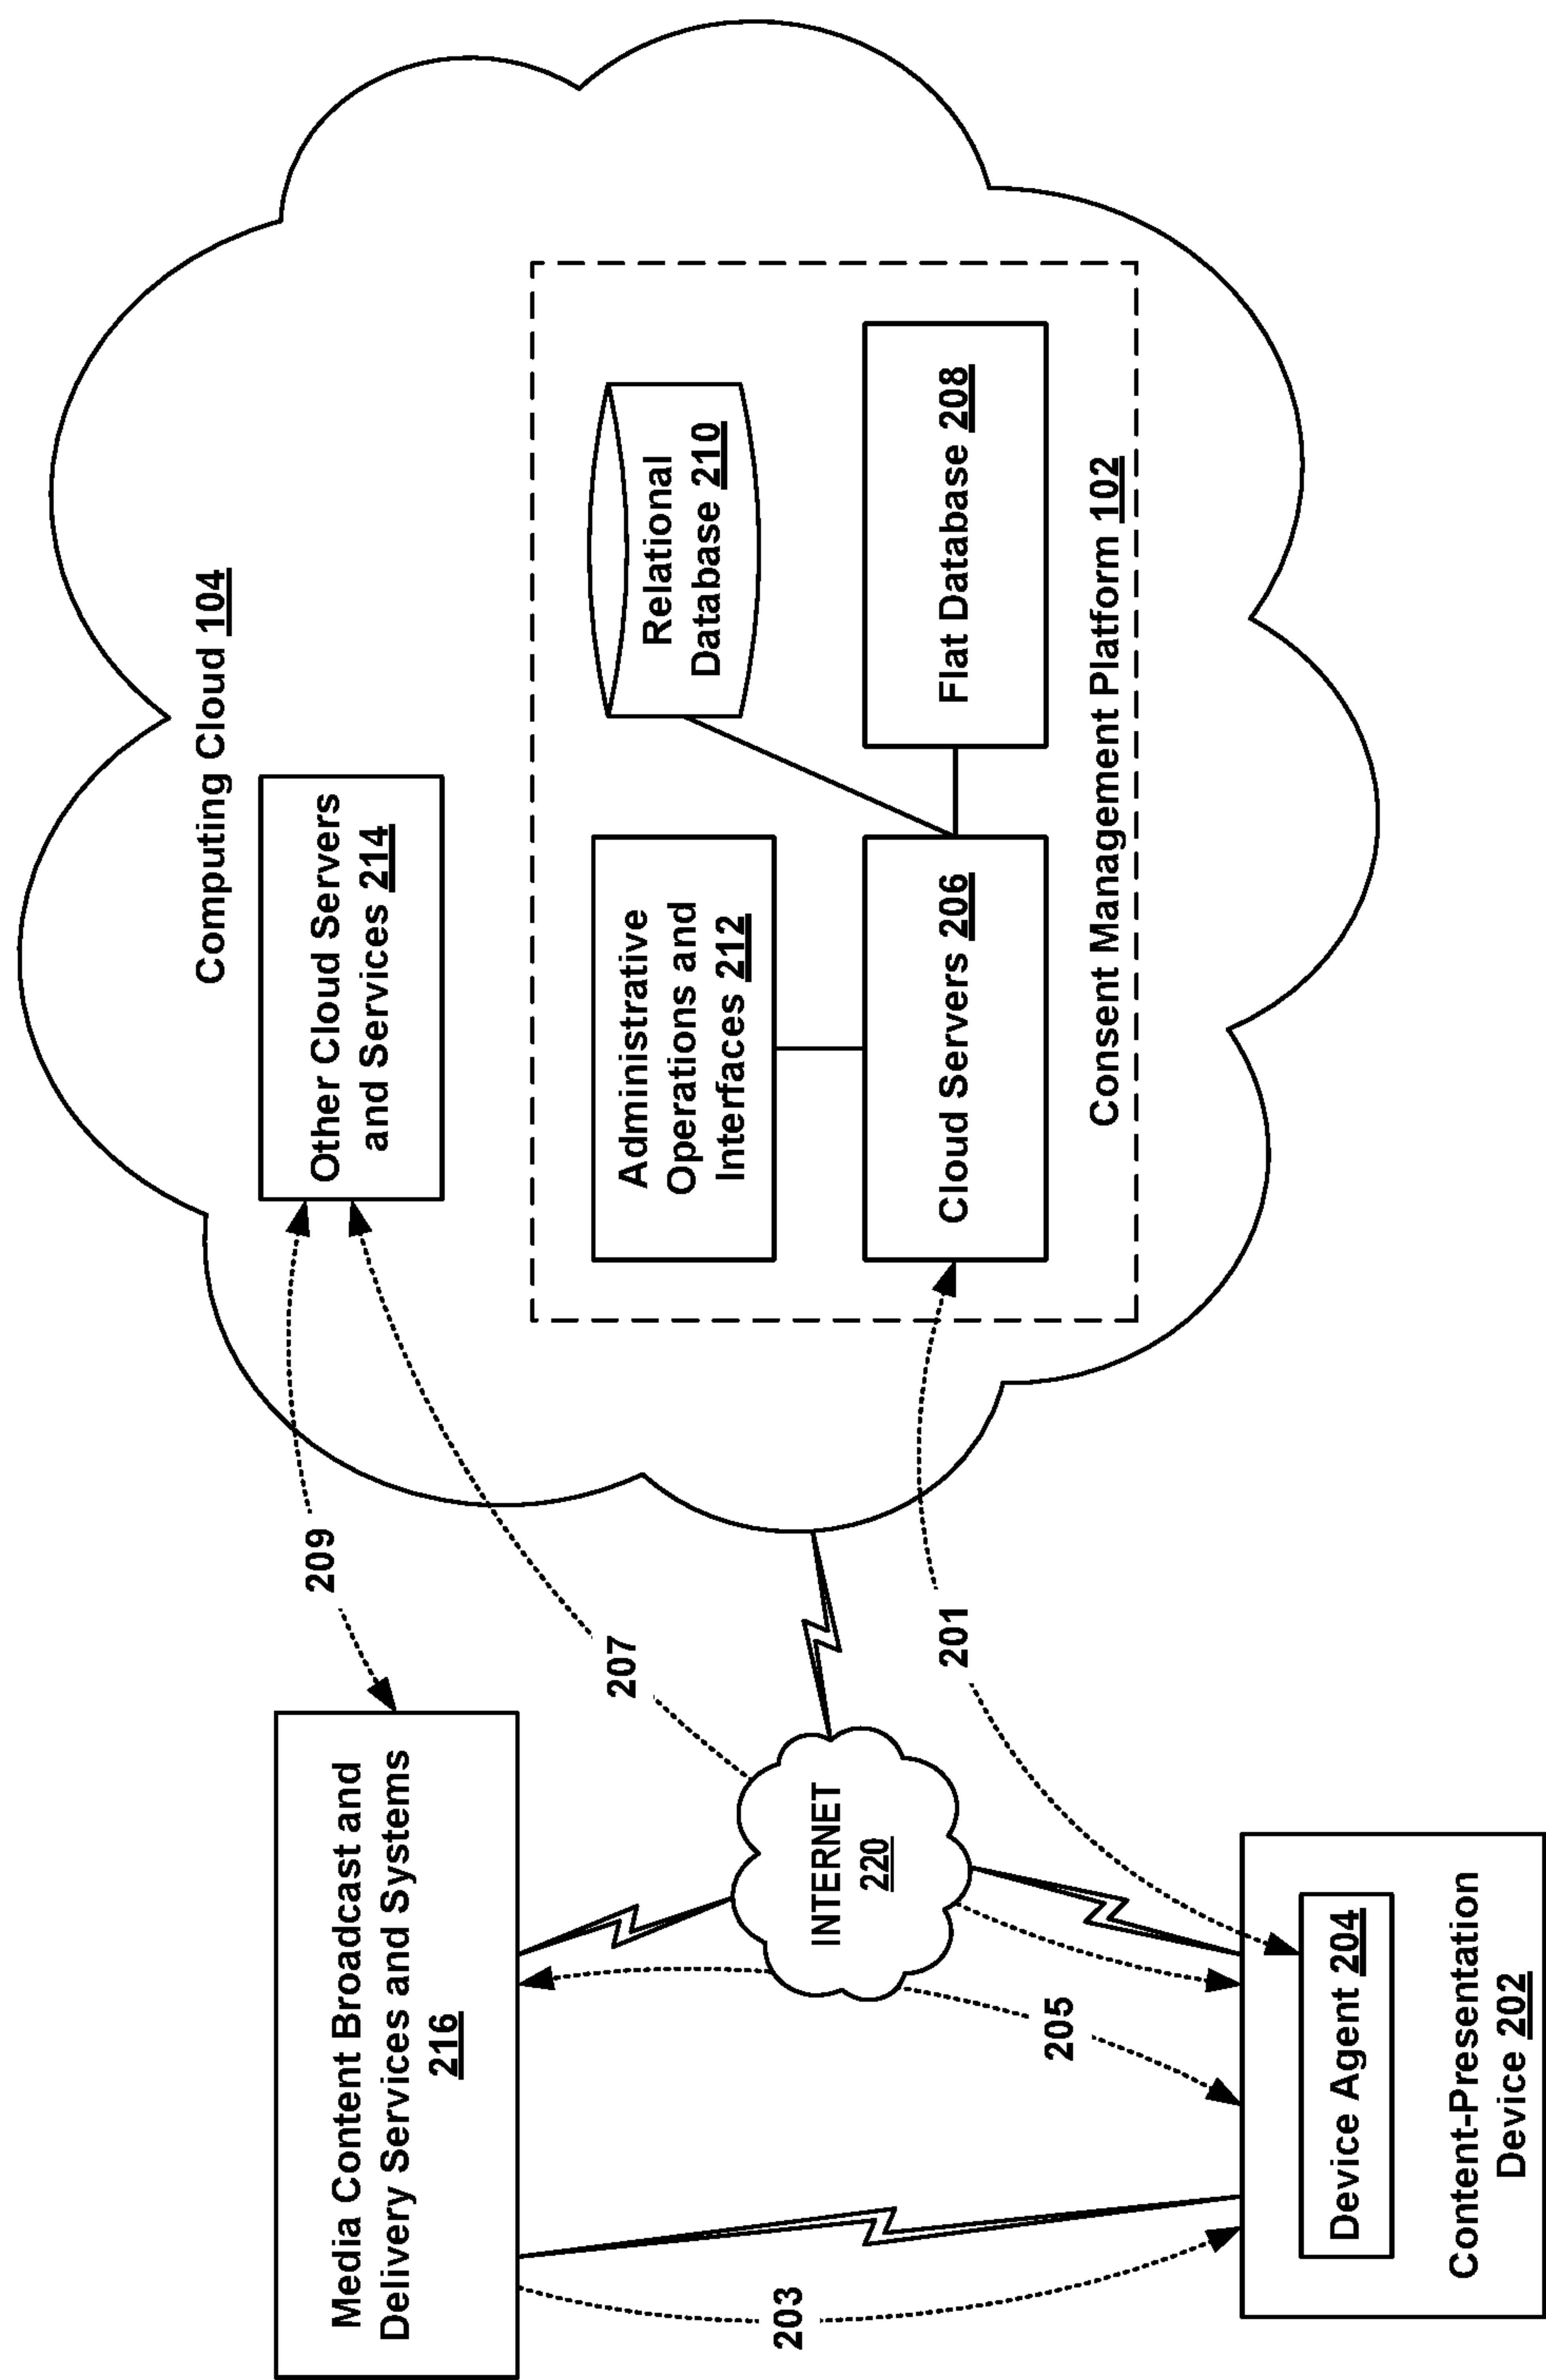 Computing Cloud 104
Media Content Broadcast and
Delivery Services and Systems
216
209
Other Cloud Servers
and Services 214
207
Administrative
Operations and
Interfaces 212
Relational
Database 210
203
INTERNET
220
Cloud Servers 206
Flat Database 208
201
205
Consent Management Platform 102
Device Agent 204
Content-Presentation
Device 202